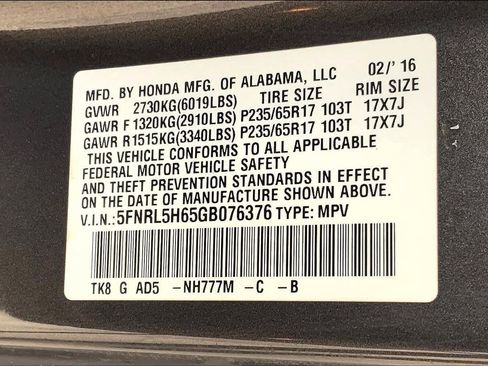 MFD. BY HONDA MFG. OF ALABAMA, LLC 02/'16
GVWR 2730KG(6019LBS) TIRE SIZE RIM SIZE
GAWR F 1320KG(2910LBS) P235/65R17 103T 17X7J
GAWR R1515KG(3340LBS) P235/65R17 103T 17X7J
THIS VEHICLE CONFORMS TO ALL APPLICABLE
FEDERAL MOTOR VEHICLE SAFETY
AND THEFT PREVENTION STANDARDS IN EFFECT
ON THE DATE OF MANUFACTURE SHOWN ABOVE.
V.I.N.:5FNRL5H65GB076376 TYPE: MPV
TK8 G AD5 -NH777M -C -B